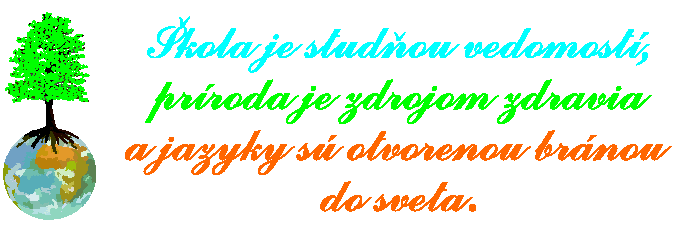 Škola je studňou vedomostí,
príroda je zdrojom zdravia
a jazyky sú otvorenou bránou
do sveta.